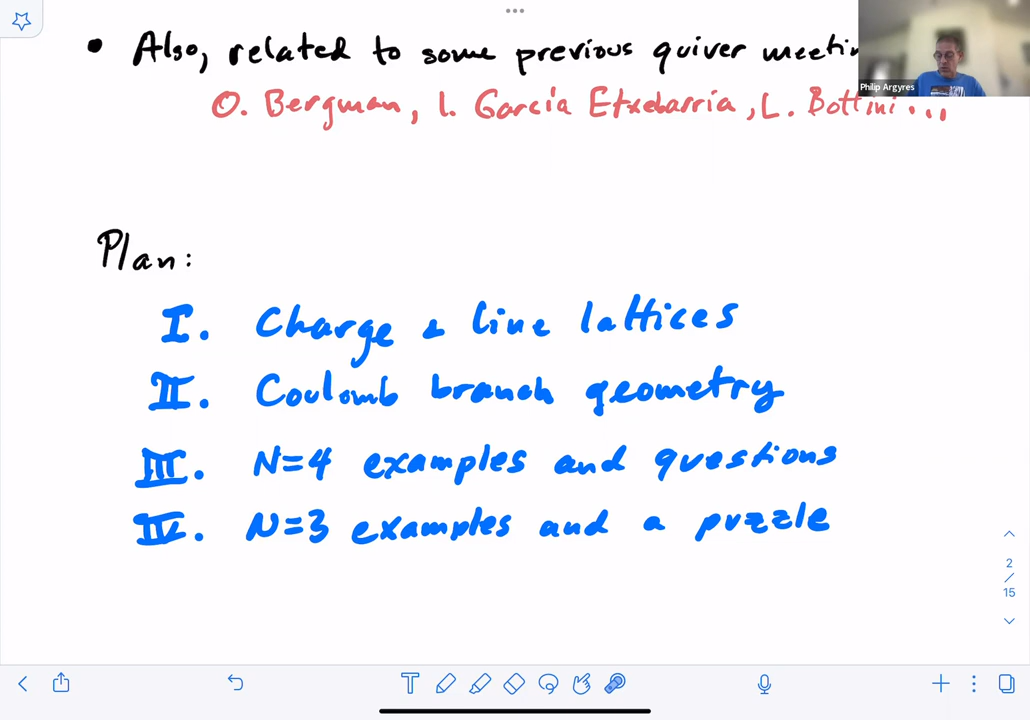 • Also, related to some previous quiver meetin
Philip Argyres
O. Bergman, I. García Etxebarria, L. Bottini...
Plan:
I. Charge & line lattices
II. Coulomb branch geometry
III. N=4 examples and questions
IV. N=3 examples and a puzzle
2
/
15
T